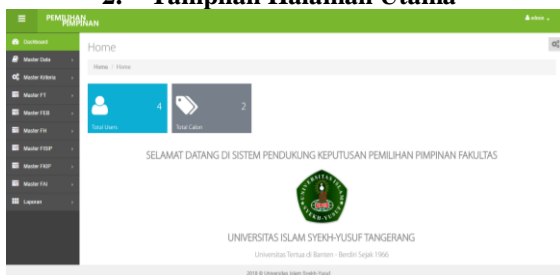 2. Tampilan Halaman Utama
PEMILIHAN
PIMPINAN
admin
Dashboard
Home
Master Data
Home / Home
Master Kriteria
Master FT
4
2
Master FEB
Total Users
Total Calon
Master FH
Master FISIP
SELAMAT DATANG DI SISTEM PENDUKUNG KEPUTUSAN PEMILIHAN PIMPINAN FAKULTAS
Master FKIP
Master FAI
Laporan
UNIVERSITAS ISLAM SYEKH-YUSUF TANGERANG
Universitas Tertua di Banten - Berdiri Sejak 1966
2018 © Universitas Islam Syekh-Yusuf